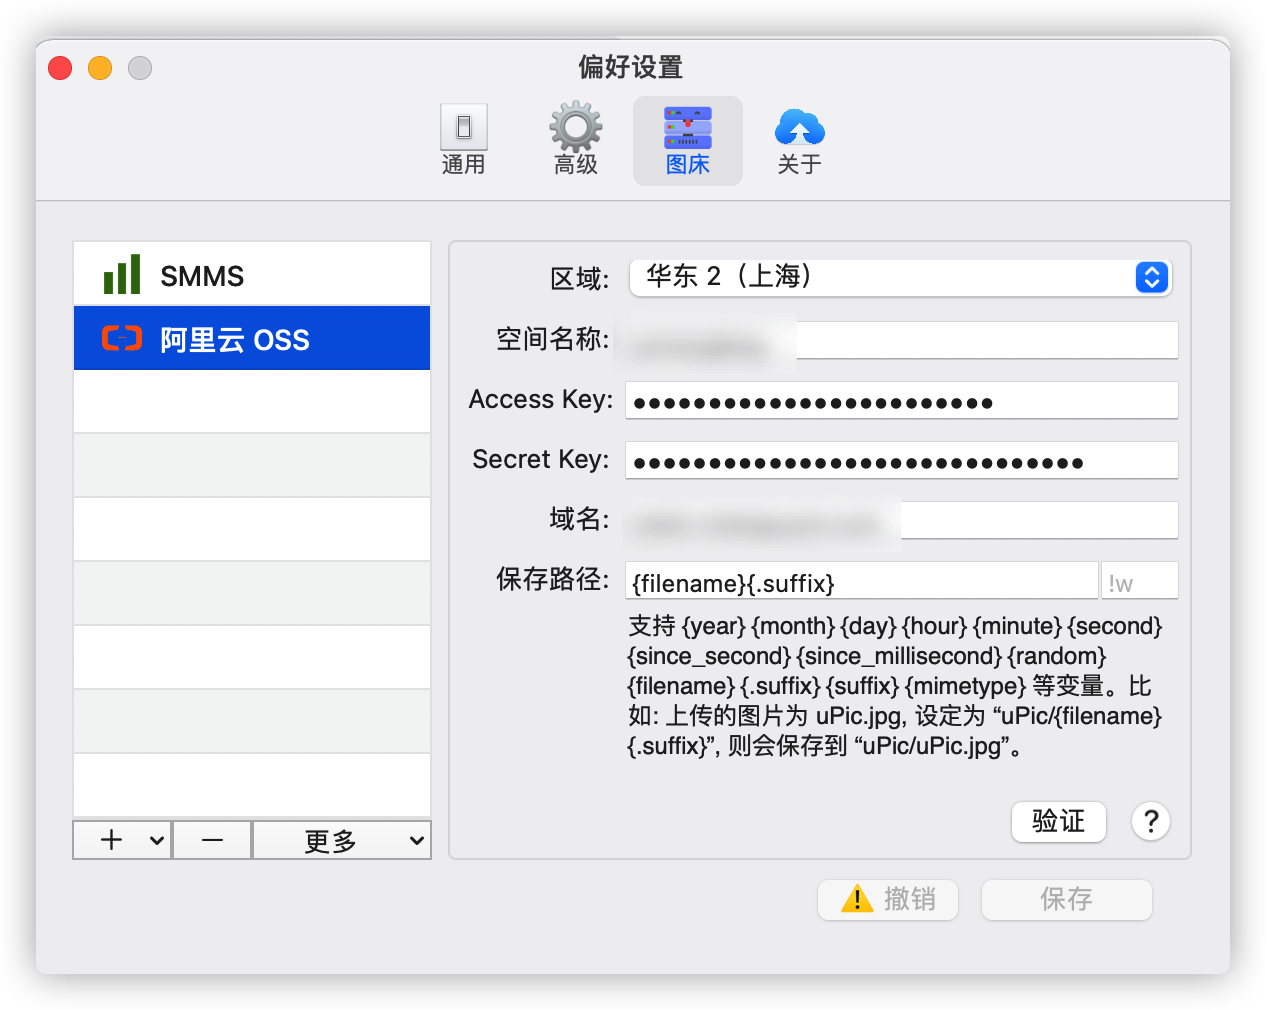 偏好设置
通用
高级
图床
关于
SMMS
阿里云 OSS
更多
区域:
华东 2（上海）
空间名称:
Access Key:
●●●●●●●●●●●●●●●●●●●●●●●●
Secret Key:
●●●●●●●●●●●●●●●●●●●●●●●●●●●●●●
域名:
保存路径:
{filename}{.suffix}
!w
支持 {year} {month} {day} {hour} {minute} {second}
{since_second} {since_millisecond} {random}
{filename} {.suffix} {suffix} {mimetype} 等变量。比
如: 上传的图片为 uPic.jpg, 设定为 “uPic/{filename}
{.suffix}”, 则会保存到 “uPic/uPic.jpg”。
验证
?
撤销
保存